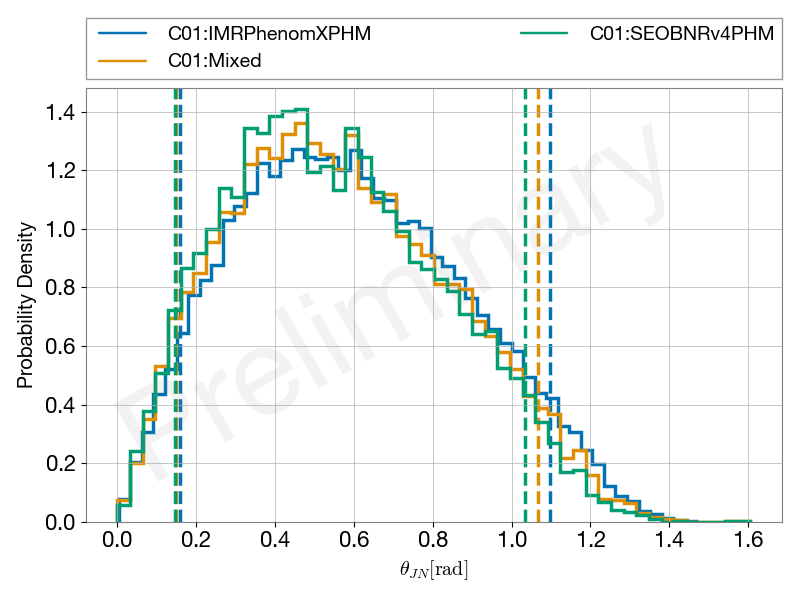 C01:IMRPhenomXPHM
C01:Mixed
C01:SEOBNRv4PHM
Probability Density
1.4
1.2
1.0
0.8
0.6
0.4
0.2
0.0
Preliminary
0.0 0.2 0.4 0.6 0.8 1.0 1.2 1.4 1.6
θ_JN[rad]